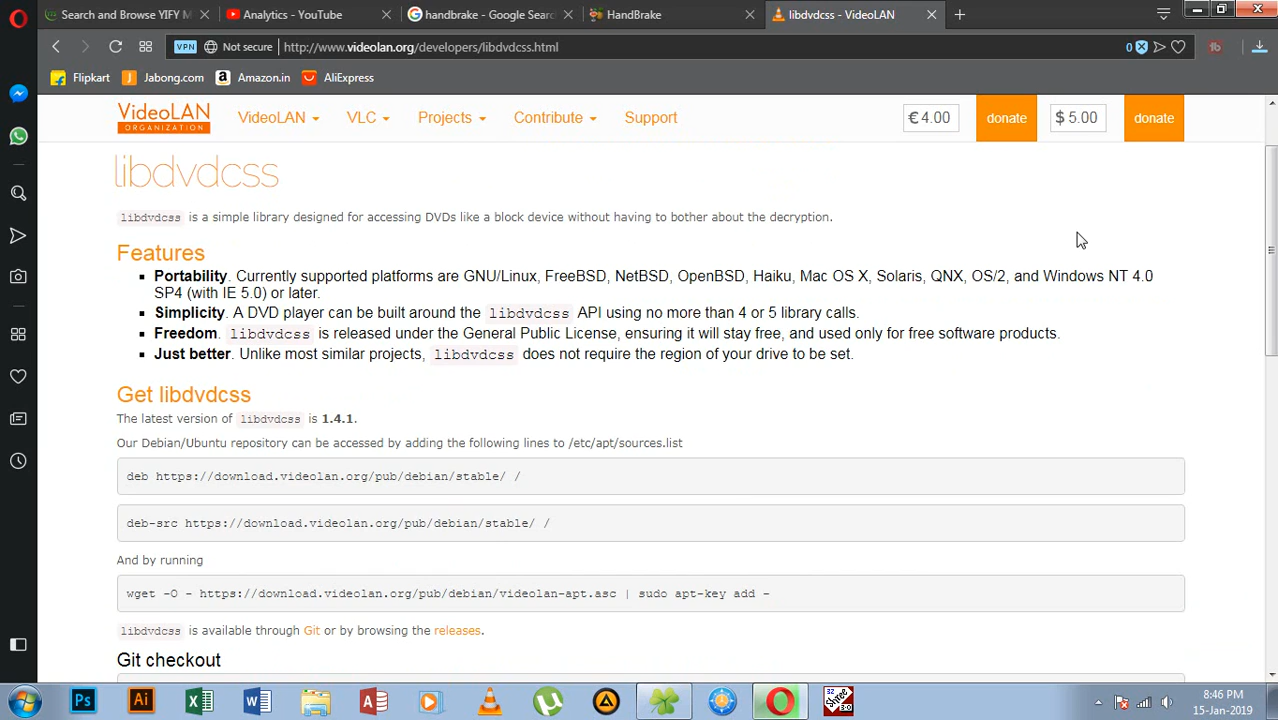 Search and Browse YIFY M
Analytics - YouTube
handbrake - Google Searc
HandBrake
libdvdcss - VideoLAN
VPN
Not secure
http://www.videolan.org/developers/libdvdcss.html
0
Flipkart
Jabong.com
Amazon.in
AliExpress
VideoLAN
ORGANIZATION
VideoLAN
VLC
Projects
Contribute
Support
€ 4.00
donate
$ 5.00
donate
libdvdcss
libdvdcss is a simple library designed for accessing DVDs like a block device without having to bother about the decryption.
Features
Portability. Currently supported platforms are GNU/Linux, FreeBSD, NetBSD, OpenBSD, Haiku, Mac OS X, Solaris, QNX, OS/2, and Windows NT 4.0
SP4 (with IE 5.0) or later.
Simplicity. A DVD player can be built around the libdvdcss API using no more than 4 or 5 library calls.
Freedom. libdvdcss is released under the General Public License, ensuring it will stay free, and used only for free software products.
Just better. Unlike most similar projects, libdvdcss does not require the region of your drive to be set.
Get libdvdcss
The latest version of libdvdcss is 1.4.1.
Our Debian/Ubuntu repository can be accessed by adding the following lines to /etc/apt/sources.list
deb https://download.videolan.org/pub/debian/stable/ /
deb-src https://download.videolan.org/pub/debian/stable/ /
And by running
wget -O - https://download.videolan.org/pub/debian/videolan-apt.asc | sudo apt-key add -
libdvdcss is available through Git or by browsing the releases.
Git checkout
Ps
Ai
8:46 PM
15-Jan-2019